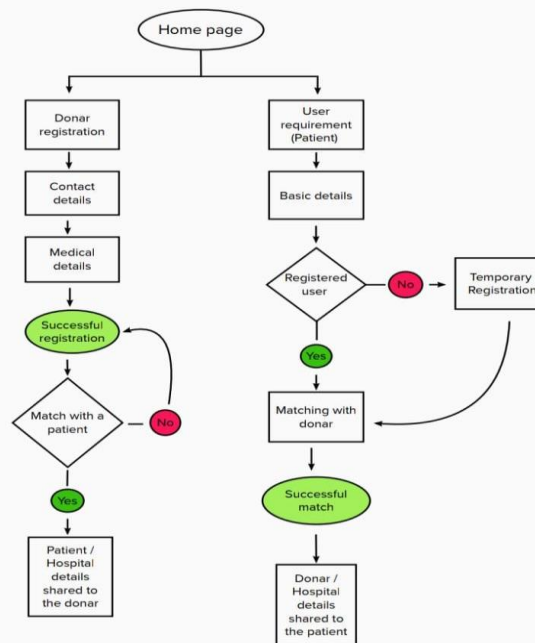 Home page
Donar
registration
Contact
details
Medical
details
Successful
registration
Match with a
patient
No
Yes
Patient /
Hospital
details
shared to
the donar
User
requirement
(Patient)
Basic details
Registered
user
No
Temporary
Registration
Yes
Matching with
donar
Successful
match
Donar /
Hospital
details
shared to
the patient